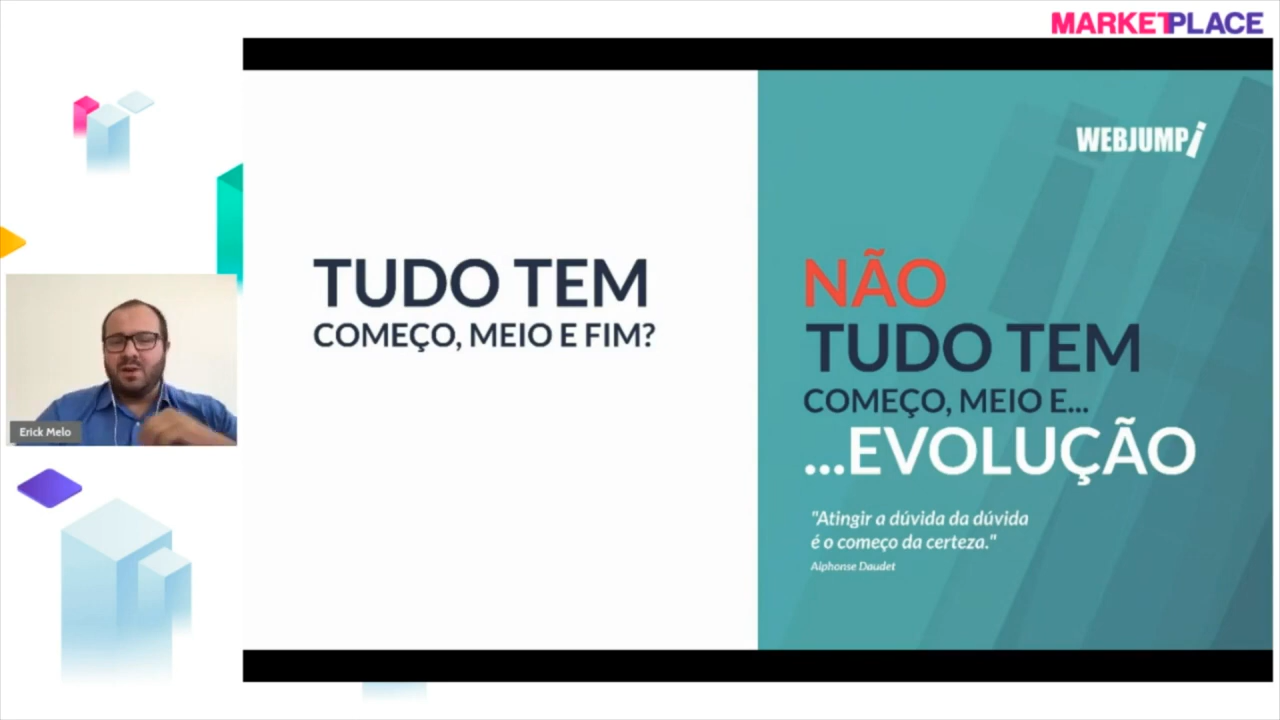 MARKETPLACE
WEBJUMP
TUDO TEM
COMEÇO, MEIO E FIM?
NÃO
TUDO TEM
COMEÇO, MEIO E...
...EVOLUÇÃO
"Atingir a dúvida da dúvida
é o começo da certeza."
Alphonse Daudet
Erick Melo